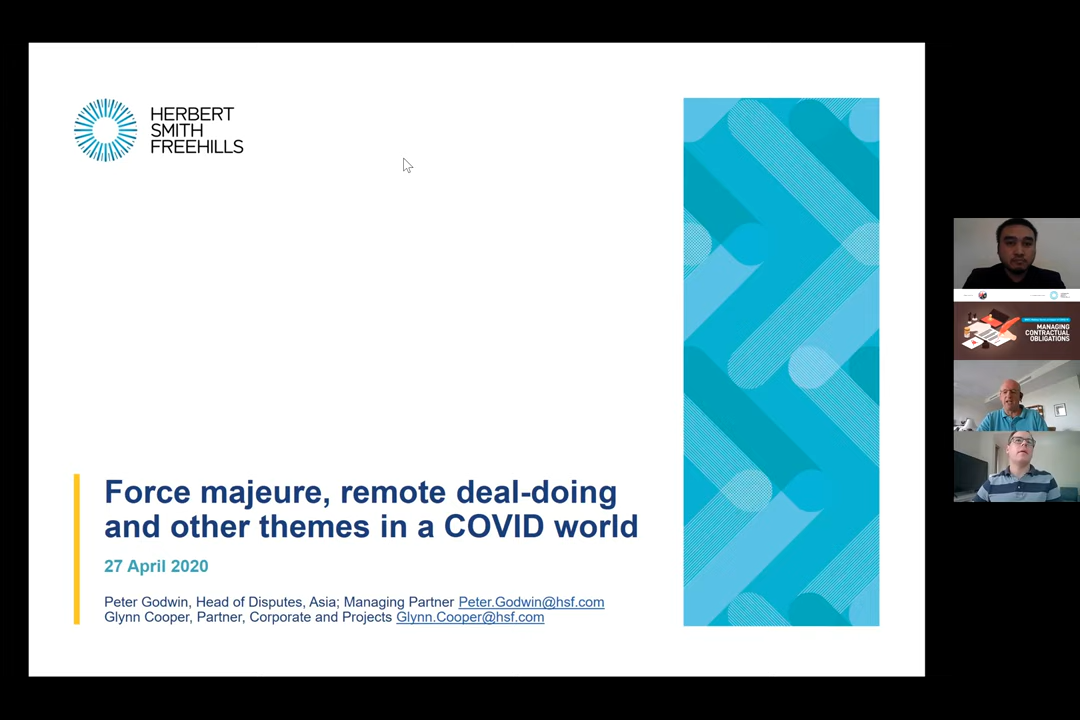 HERBERT
SMITH
FREEHILLS
Force majeure, remote deal-doing
and other themes in a COVID world
27 April 2020
Peter Godwin, Head of Disputes, Asia; Managing Partner Peter.Godwin@hsf.com
Glynn Cooper, Partner, Corporate and Projects Glynn.Cooper@hsf.com
MANAGING
CONTRACTUAL
OBLIGATIONS